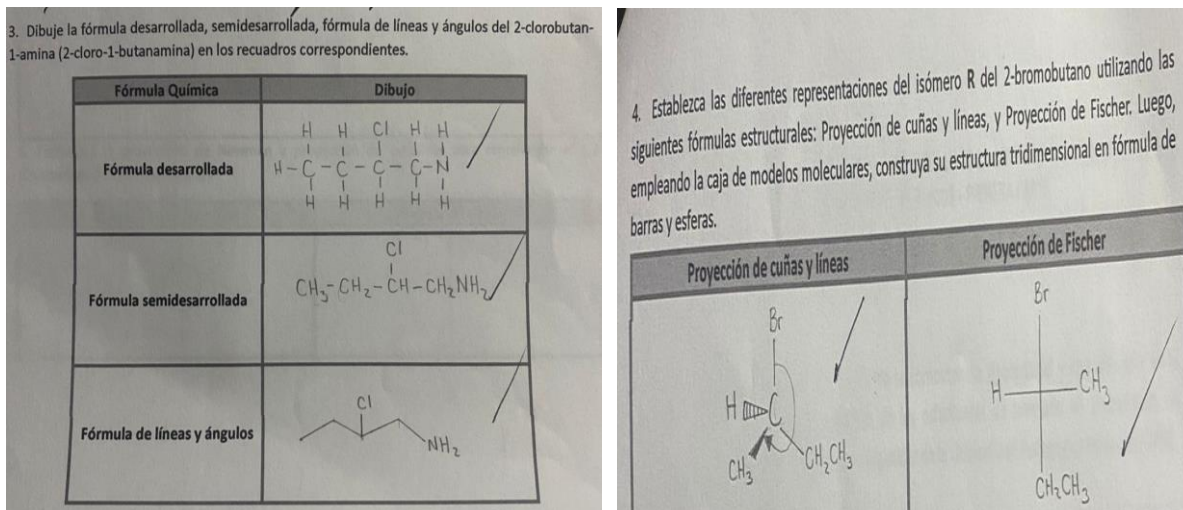 3. Dibuje la fórmula desarrollada, semidesarrollada, fórmula de líneas y ángulos del 2-clorobutan-
1-amina (2-cloro-1-butanamina) en los recuadros correspondientes.
Fórmula Química Dibujo
H H Cl H H
Fórmula desarrollada H-C-C-C-C-N
H H H H H
Cl
Fórmula semidesarrollada CH3-CH2-CH-CH2NH2
Cl
Fórmula de líneas y ángulos NH2
4. Establezca las diferentes representaciones del isómero R del 2-bromobutano utilizando las
siguientes fórmulas estructurales: Proyección de cuñas y líneas, y Proyección de Fischer. Luego,
empleando la caja de modelos moleculares, construya su estructura tridimensional en fórmula de
barras y esferas.
Proyección de cuñas y líneas Proyección de Fischer
Br
H C
CH3 CH2CH3
Br
H CH3
CH2CH3